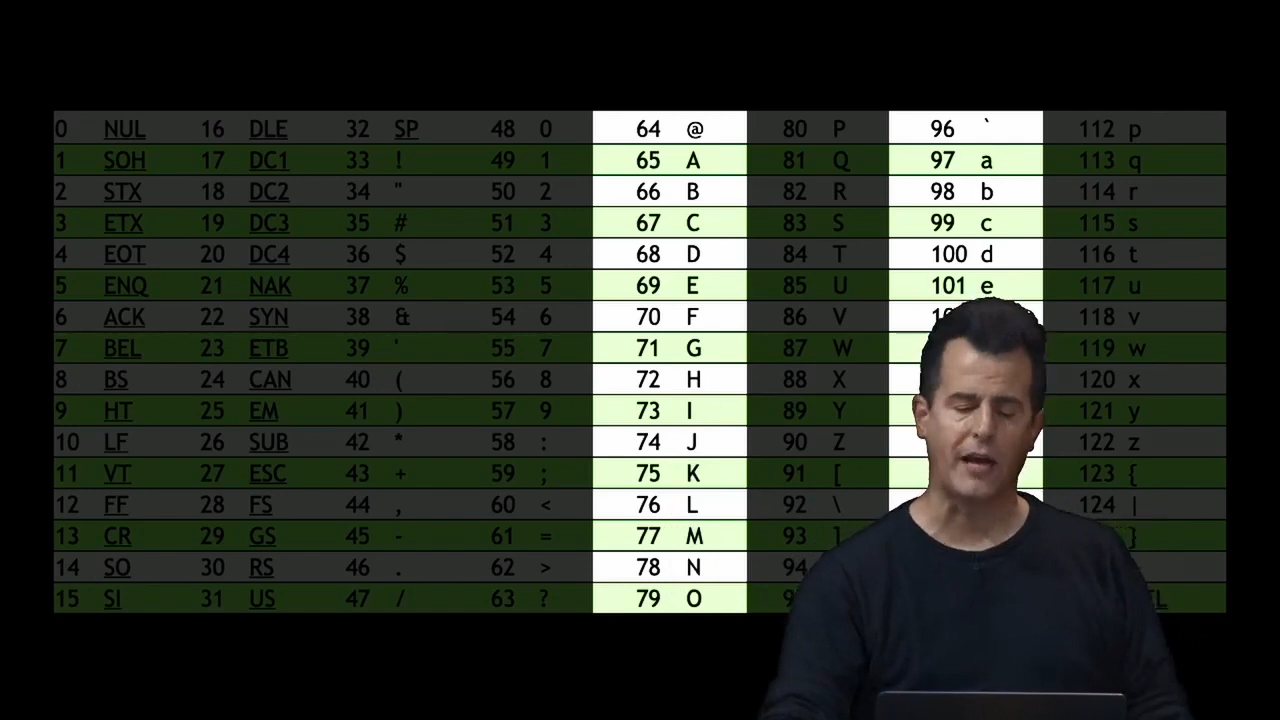 0 NUL 16 DLE 32 SP 48 0 64 @ 80 P 96 ` 112 p
1 SOH 17 DC1 33 ! 49 1 65 A 81 Q 97 a 113 q
2 STX 18 DC2 34 " 50 2 66 B 82 R 98 b 114 r
3 ETX 19 DC3 35 # 51 3 67 C 83 S 99 c 115 s
4 EOT 20 DC4 36 $ 52 4 68 D 84 T 100 d 116 t
5 ENQ 21 NAK 37 % 53 5 69 E 85 U 101 e 117 u
6 ACK 22 SYN 38 & 54 6 70 F 86 V 118 v
7 BEL 23 ETB 39 ' 55 7 71 G 87 W 119 w
8 BS 24 CAN 40 ( 56 8 72 H 88 X 120 x
9 HT 25 EM 41 ) 57 9 73 I 89 Y 121 y
10 LF 26 SUB 42 * 58 : 74 J 90 Z 122 z
11 VT 27 ESC 43 + 59 ; 75 K 91 [ 123 {
12 FF 28 FS 44 , 60 < 76 L 92 \ 124 |
13 CR 29 GS 45 - 61 = 77 M 93 ] }
14 SO 30 RS 46 . 62 > 78 N 94
15 SI 31 US 47 / 63 ? 79 O